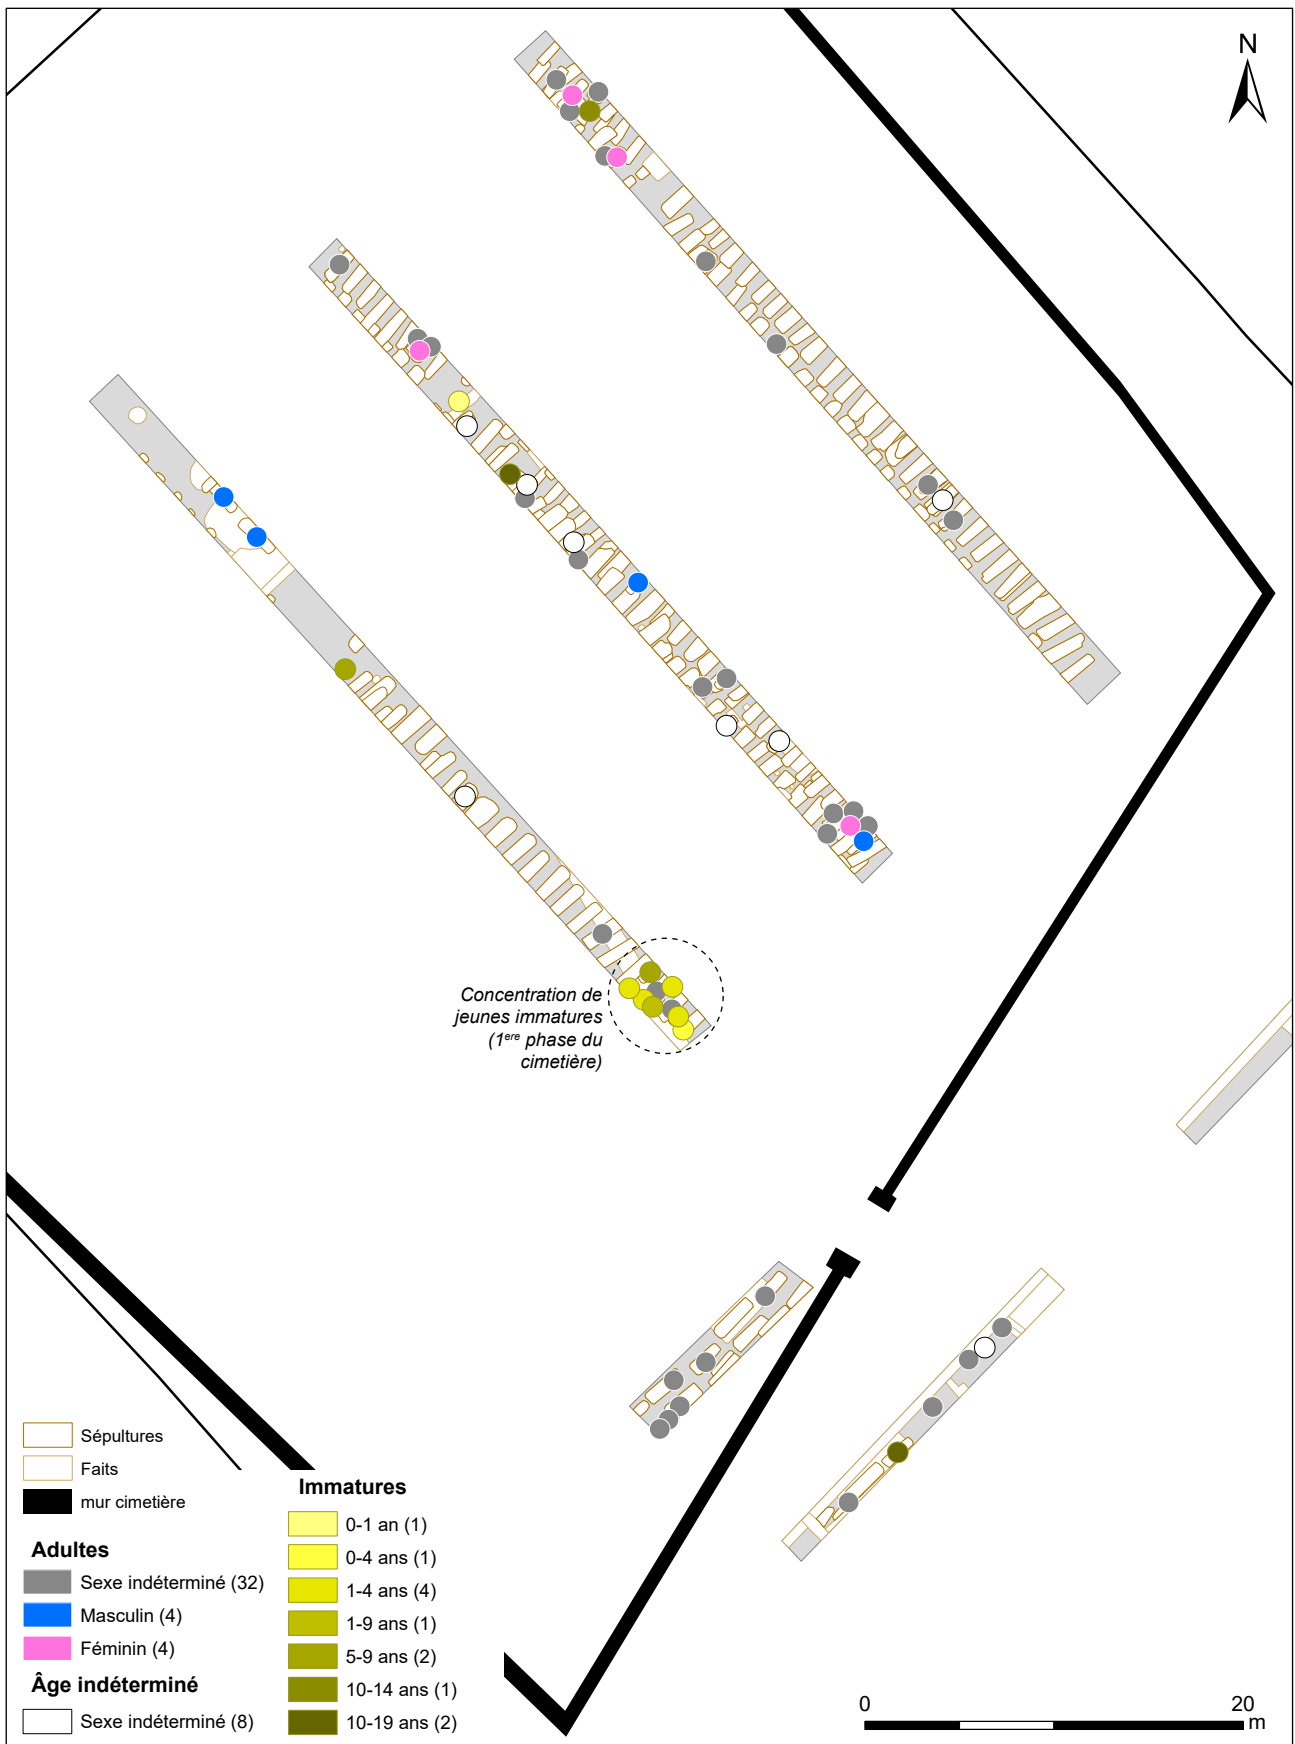 N
Concentration de
jeunes immatures
(1ere phase du
cimetière)
Sépultures
Faits
mur cimetière
Adultes
Sexe indéterminé (32)
Masculin (4)
Féminin (4)
Âge indéterminé
Sexe indéterminé (8)
Immatures
0-1 an (1)
0-4 ans (1)
1-4 ans (4)
1-9 ans (1)
5-9 ans (2)
10-14 ans (1)
10-19 ans (2)
0 20
m